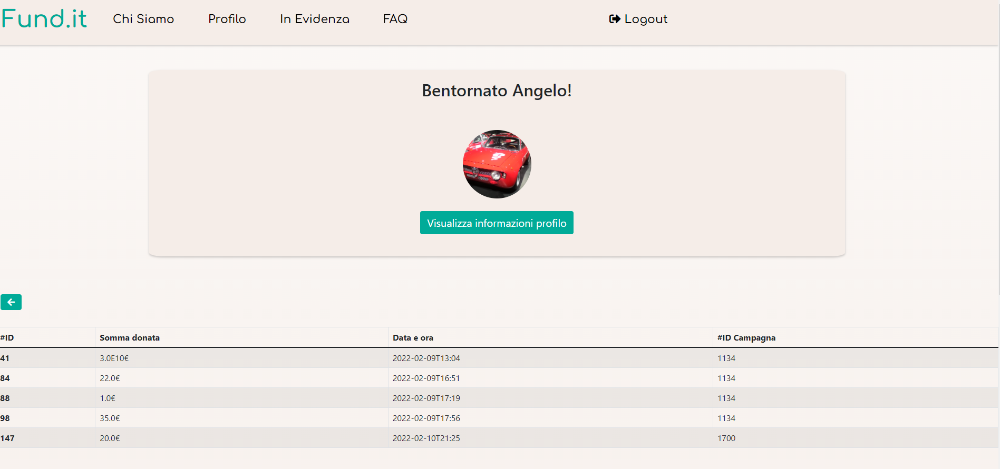 Fund.it Chi Siamo Profilo In Evidenza FAQ Logout
Bentornato Angelo!
Visualizza informazioni profilo
#ID Somma donata Data e ora #ID Campagna
41 3.0E10€ 2022-02-09T13:04 1134
84 22.0€ 2022-02-09T16:51 1134
88 1.0€ 2022-02-09T17:19 1134
98 35.0€ 2022-02-09T17:56 1134
147 20.0€ 2022-02-10T21:25 1700